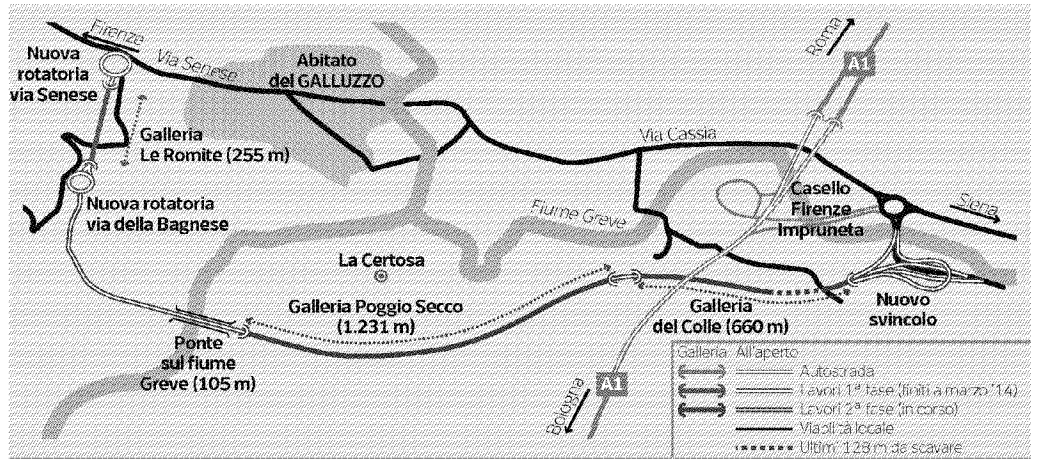 Firenze
Nuova
rotatoria
via Senese
Via Senese
Abitato
del GALLUZZO
Roma
A1
Galleria
Le Romite (255 m)
Via Cassia
Nuova rotatoria
via della Bagnese
Casello
Firenze
Impruneta
Siena
Fiume Greve
La Certosa
Galleria Poggio Secco
(1.231 m)
Galleria
del Colle (660 m)
Nuovo
svincolo
Ponte
sul fiume
Greve (105 m)
A1
Bologna
Galleria All'aperto
Autostrada
Lavori 1ª fase (finiti a marzo '14)
Lavori 2ª fase (in corso)
Viabilità locale
Ultimi 128 m da scavare